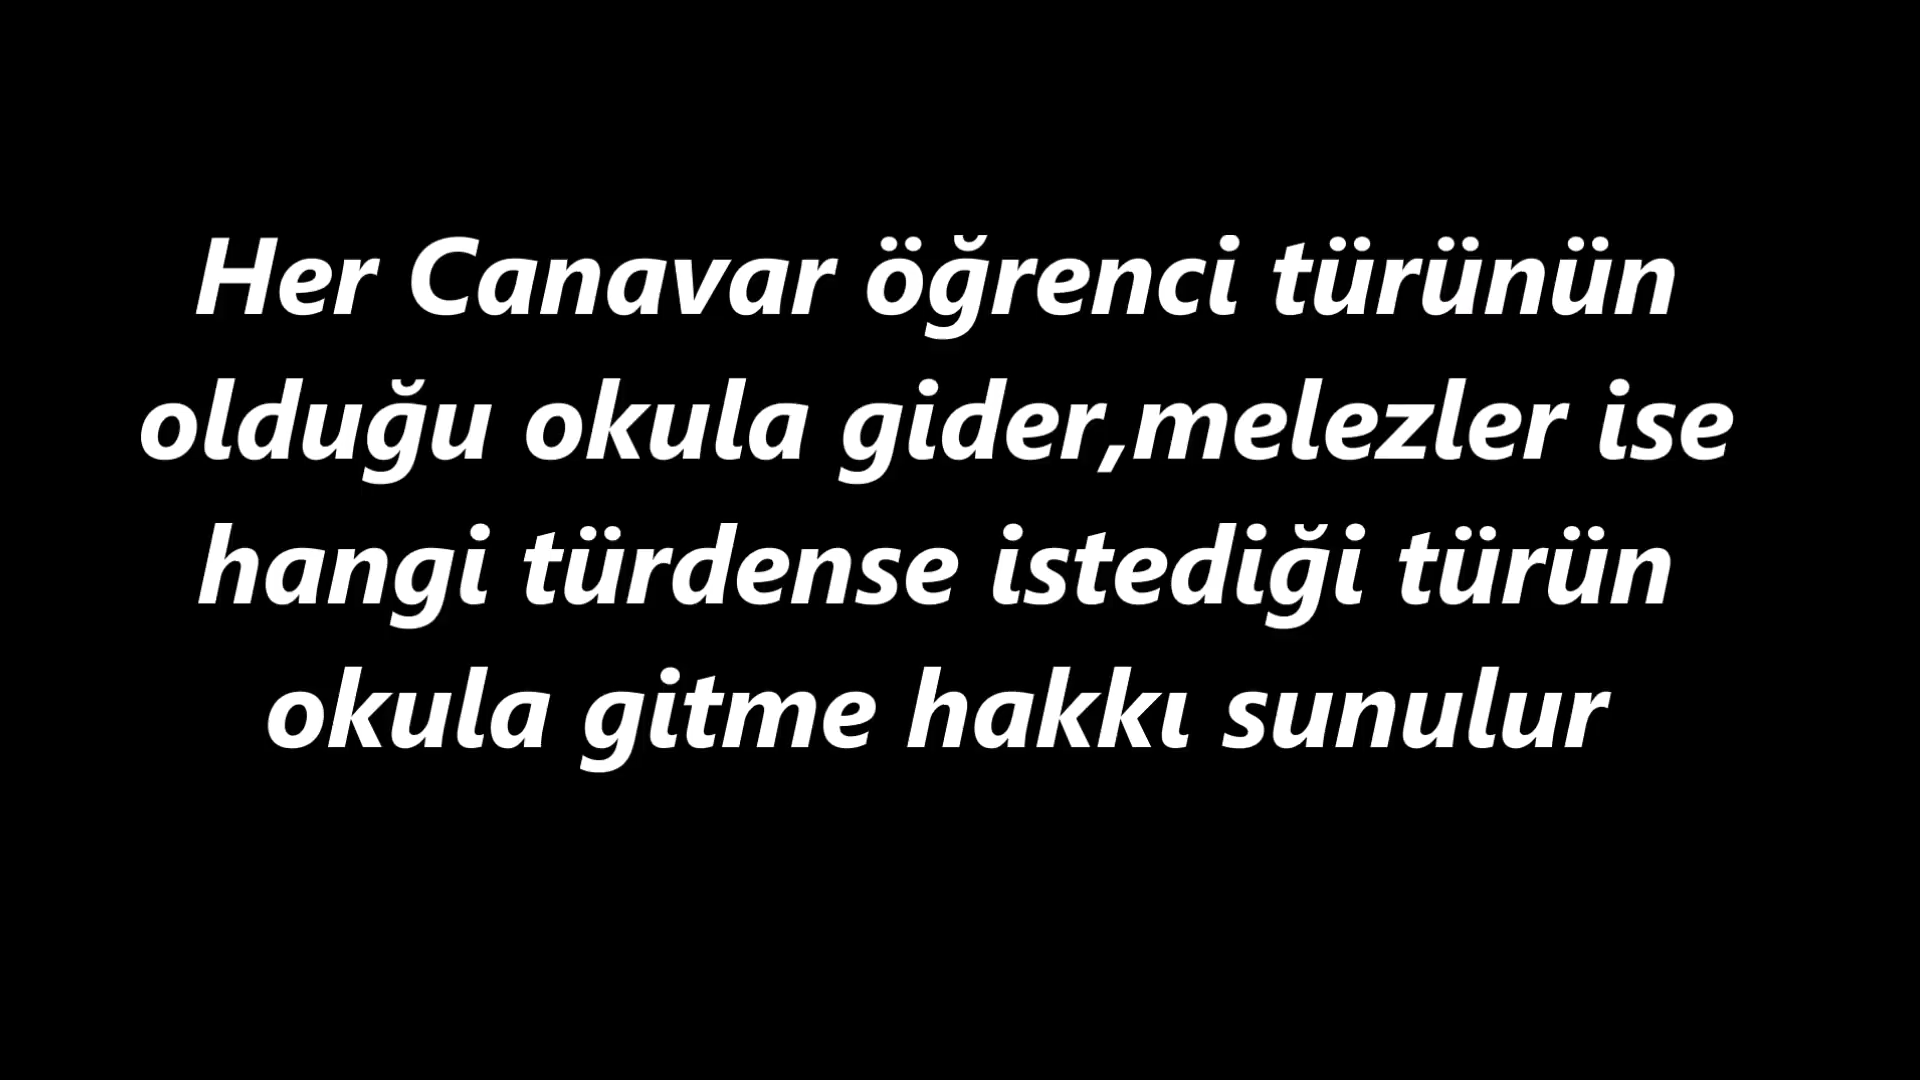 Her Canavar öğrenci türünün
olduğu okula gider,melezler ise
hangi türdense istediği türün
okula gitme hakkı sunulur